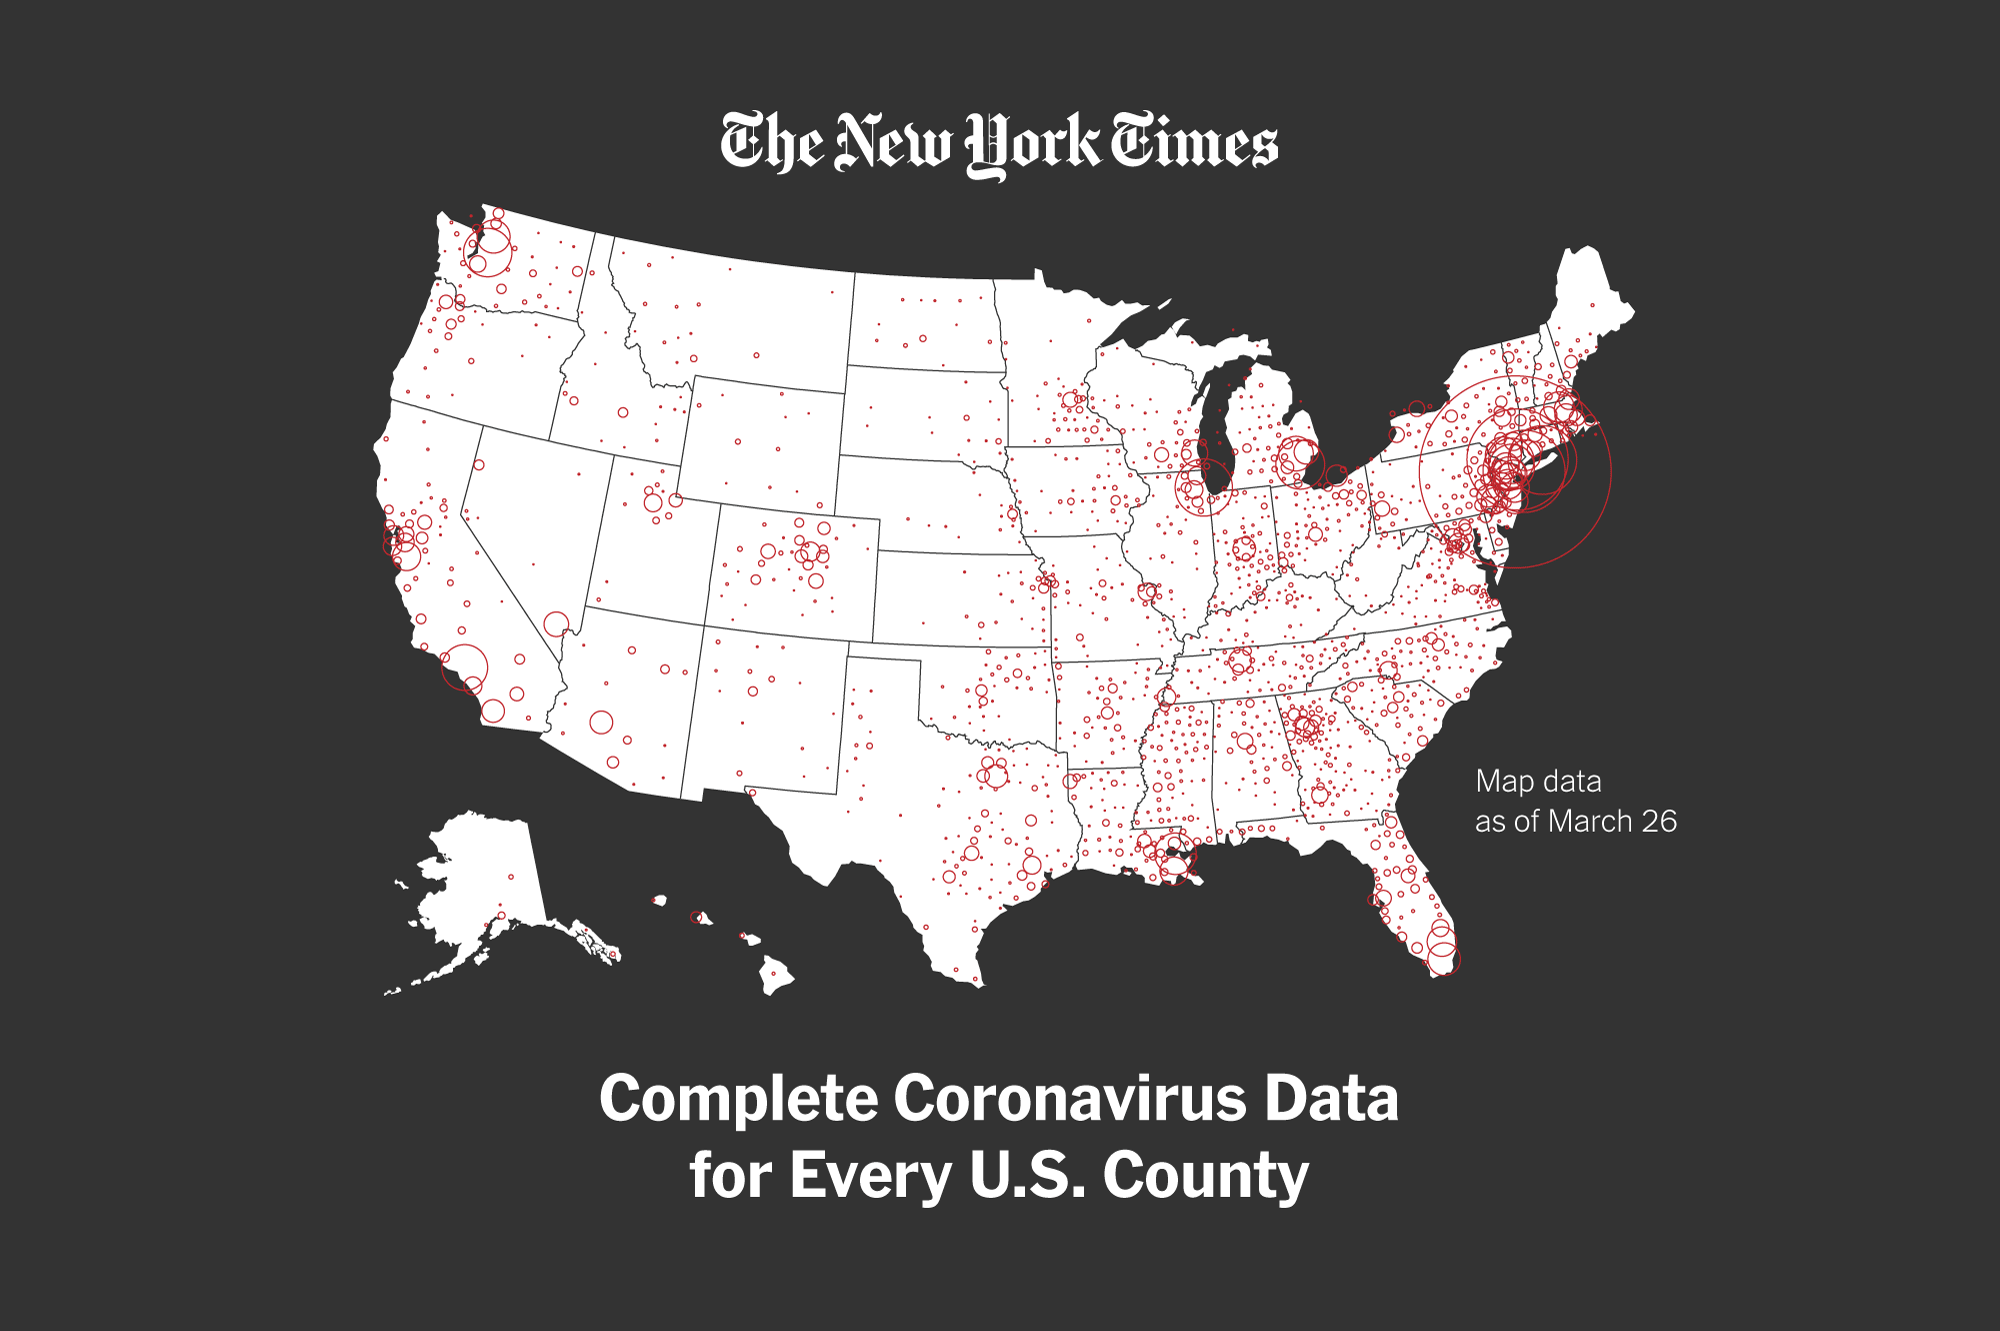 The New York Times
Map data
as of March 26
Complete Coronavirus Data
for Every U.S. County